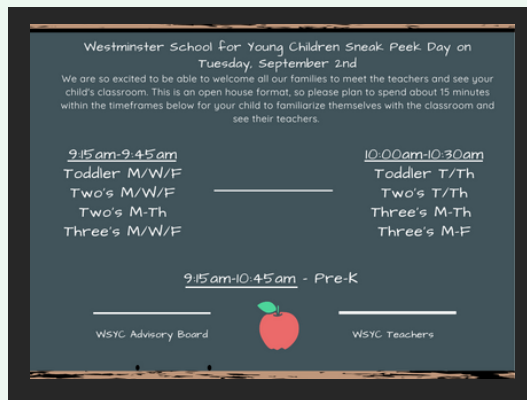 Westminster School for Young Children Sneak Peek Day on
Tuesday, September 2nd
We are so excited to be able to welcome all our families to meet the teachers and see your
child's classroom. This is an open house format, so please plan to spend about 15 minutes
within the timeframes below for your child to familiarize themselves with the classroom and
see their teachers.
9:15am-9:45am
Toddler M/W/F
Two's M/W/F
Two's M-Th
Three's M/W/F
10:00am-10:30am
Toddler T/Th
Two's T/Th
Three's M-Th
Three's M-F
9:15am-10:45am - Pre-K
WSYC Advisory Board
WSYC Teachers